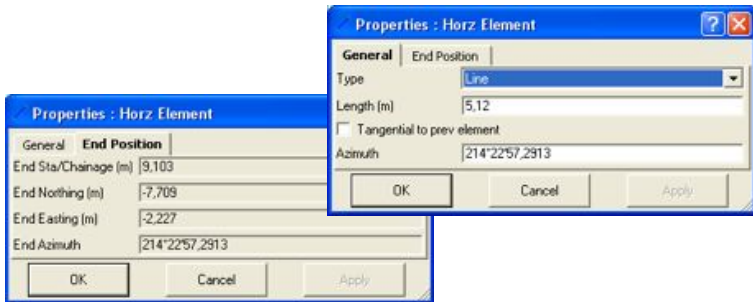 Properties : Horz Element
General End Position
Type Line
Length (m) 5,12
Tangential to prev element
Azimuth 214°22'57,2913
OK Cancel Apply
Properties : Horz Element
General End Position
End Sta/Chainage (m) 9,103
End Northing (m) -7,709
End Easting (m) -2,227
End Azimuth 214°22'57,2913
OK Cancel Apply